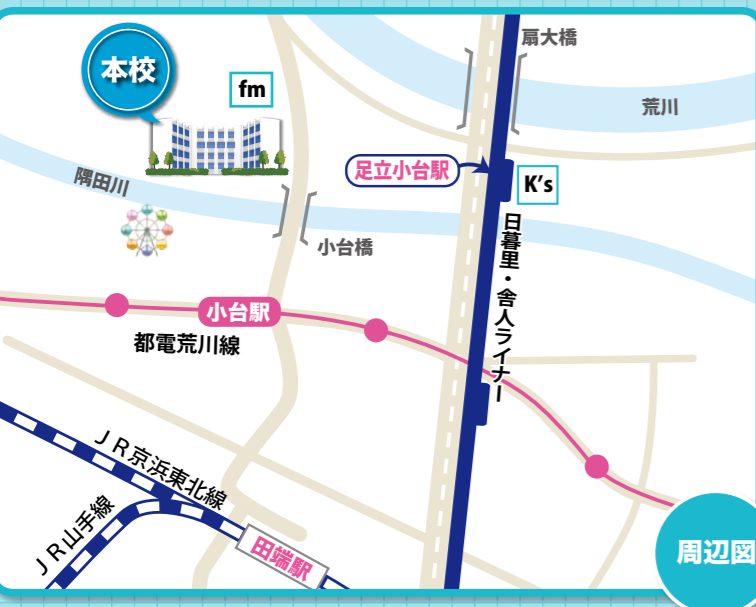 扇大橋
本校
fm
荒川
足立小台駅
K's
隅田川
小台橋
日暮里・舎人ライナー
小台駅
都電荒川線
JR京浜東北線
JR山手線
田端駅
周辺図